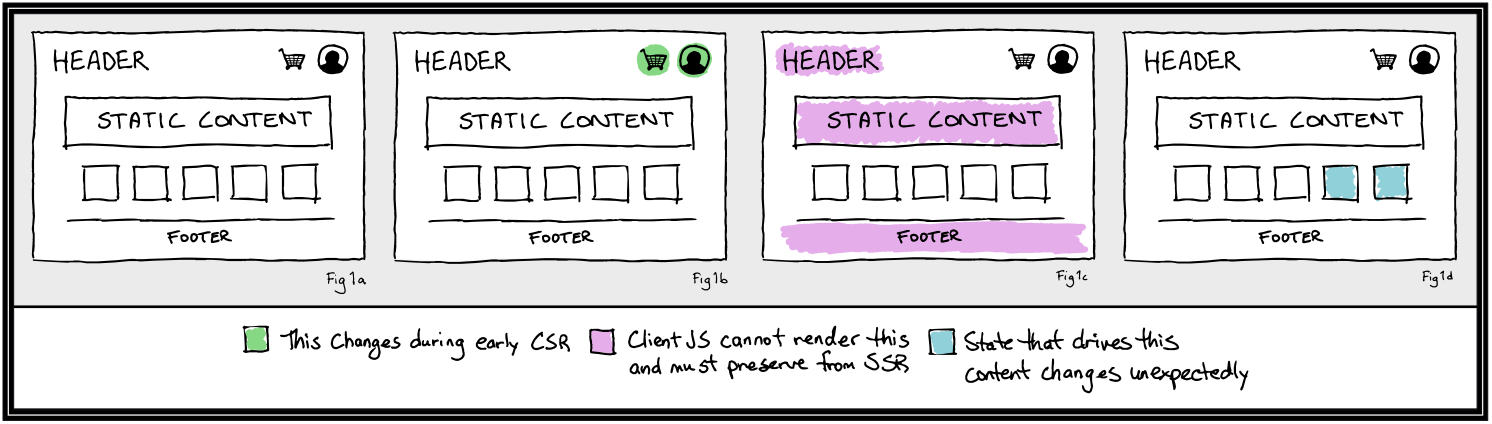 HEADER
STATIC CONTENT
FOOTER
Fig 1a
HEADER
STATIC CONTENT
FOOTER
Fig 1b
HEADER
STATIC CONTENT
FOOTER
Fig 1c
HEADER
STATIC CONTENT
FOOTER
Fig 1d
This Changes during early CSR
Client JS cannot render this
and must preserve from SSR
State that drives this
content changes unexpectedly